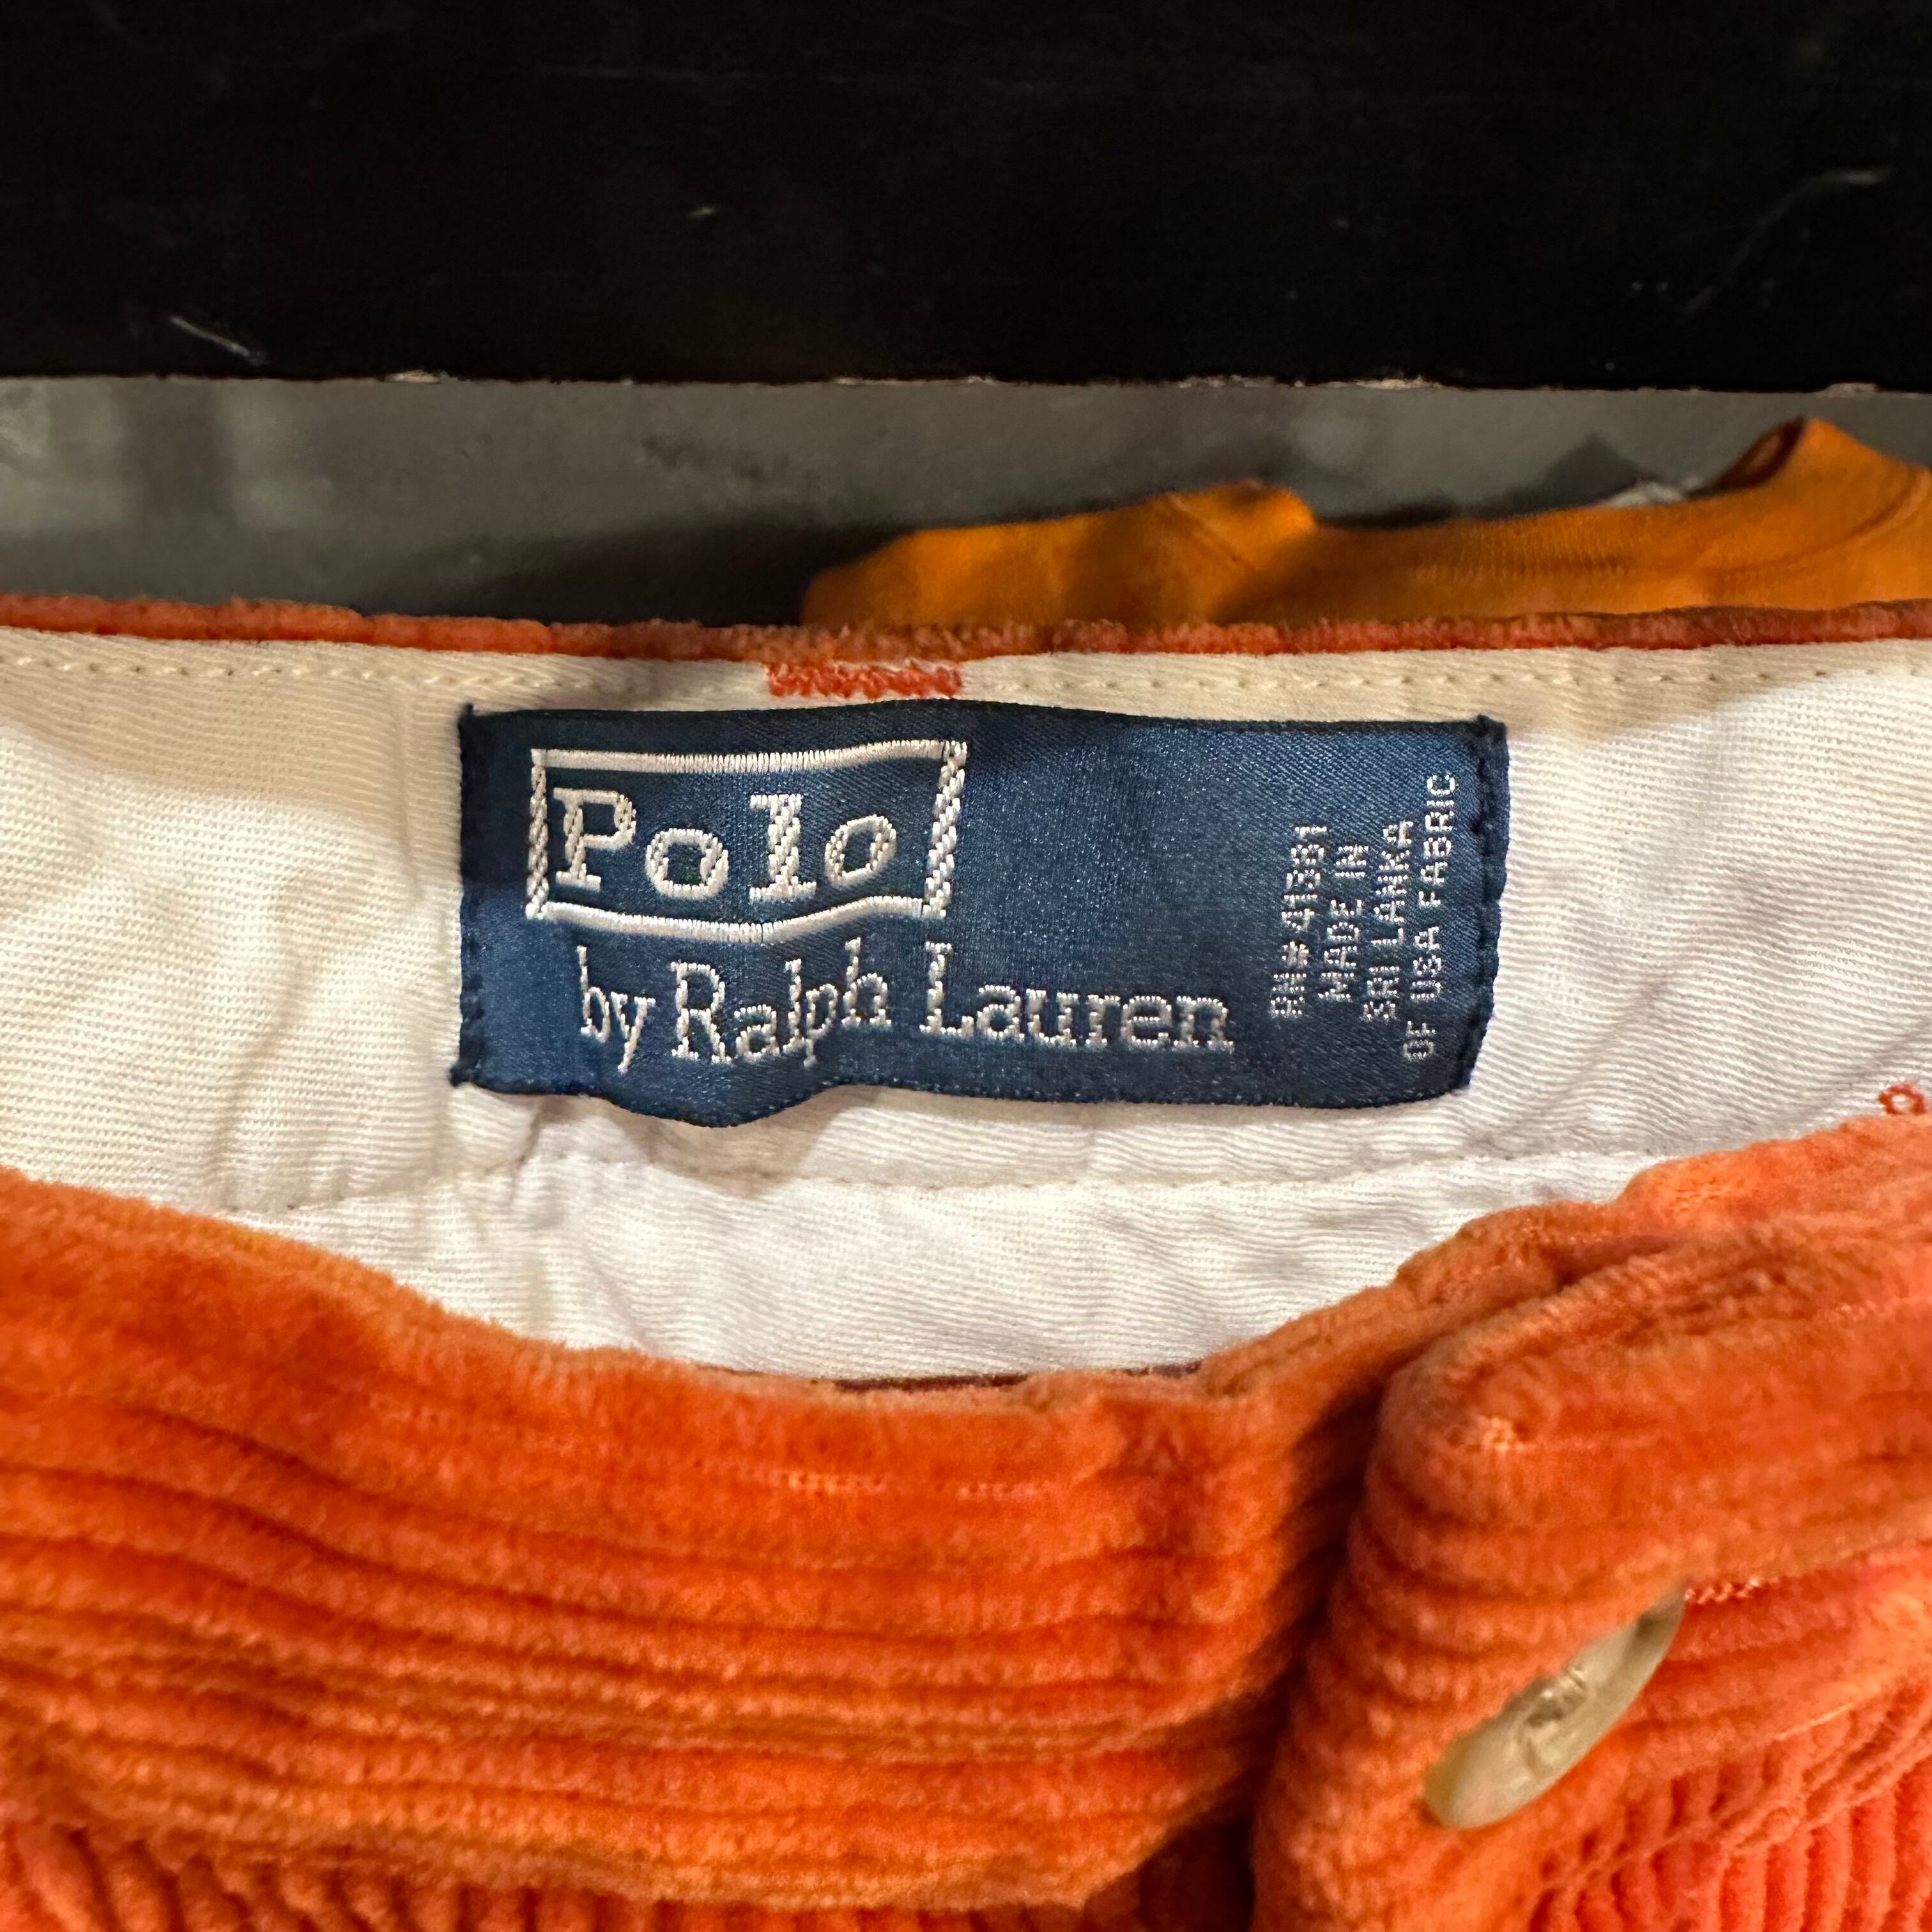 Polo
by Ralph Lauren
RN# 41381
MADE IN
SRI LANKA
OF USA FABRIC